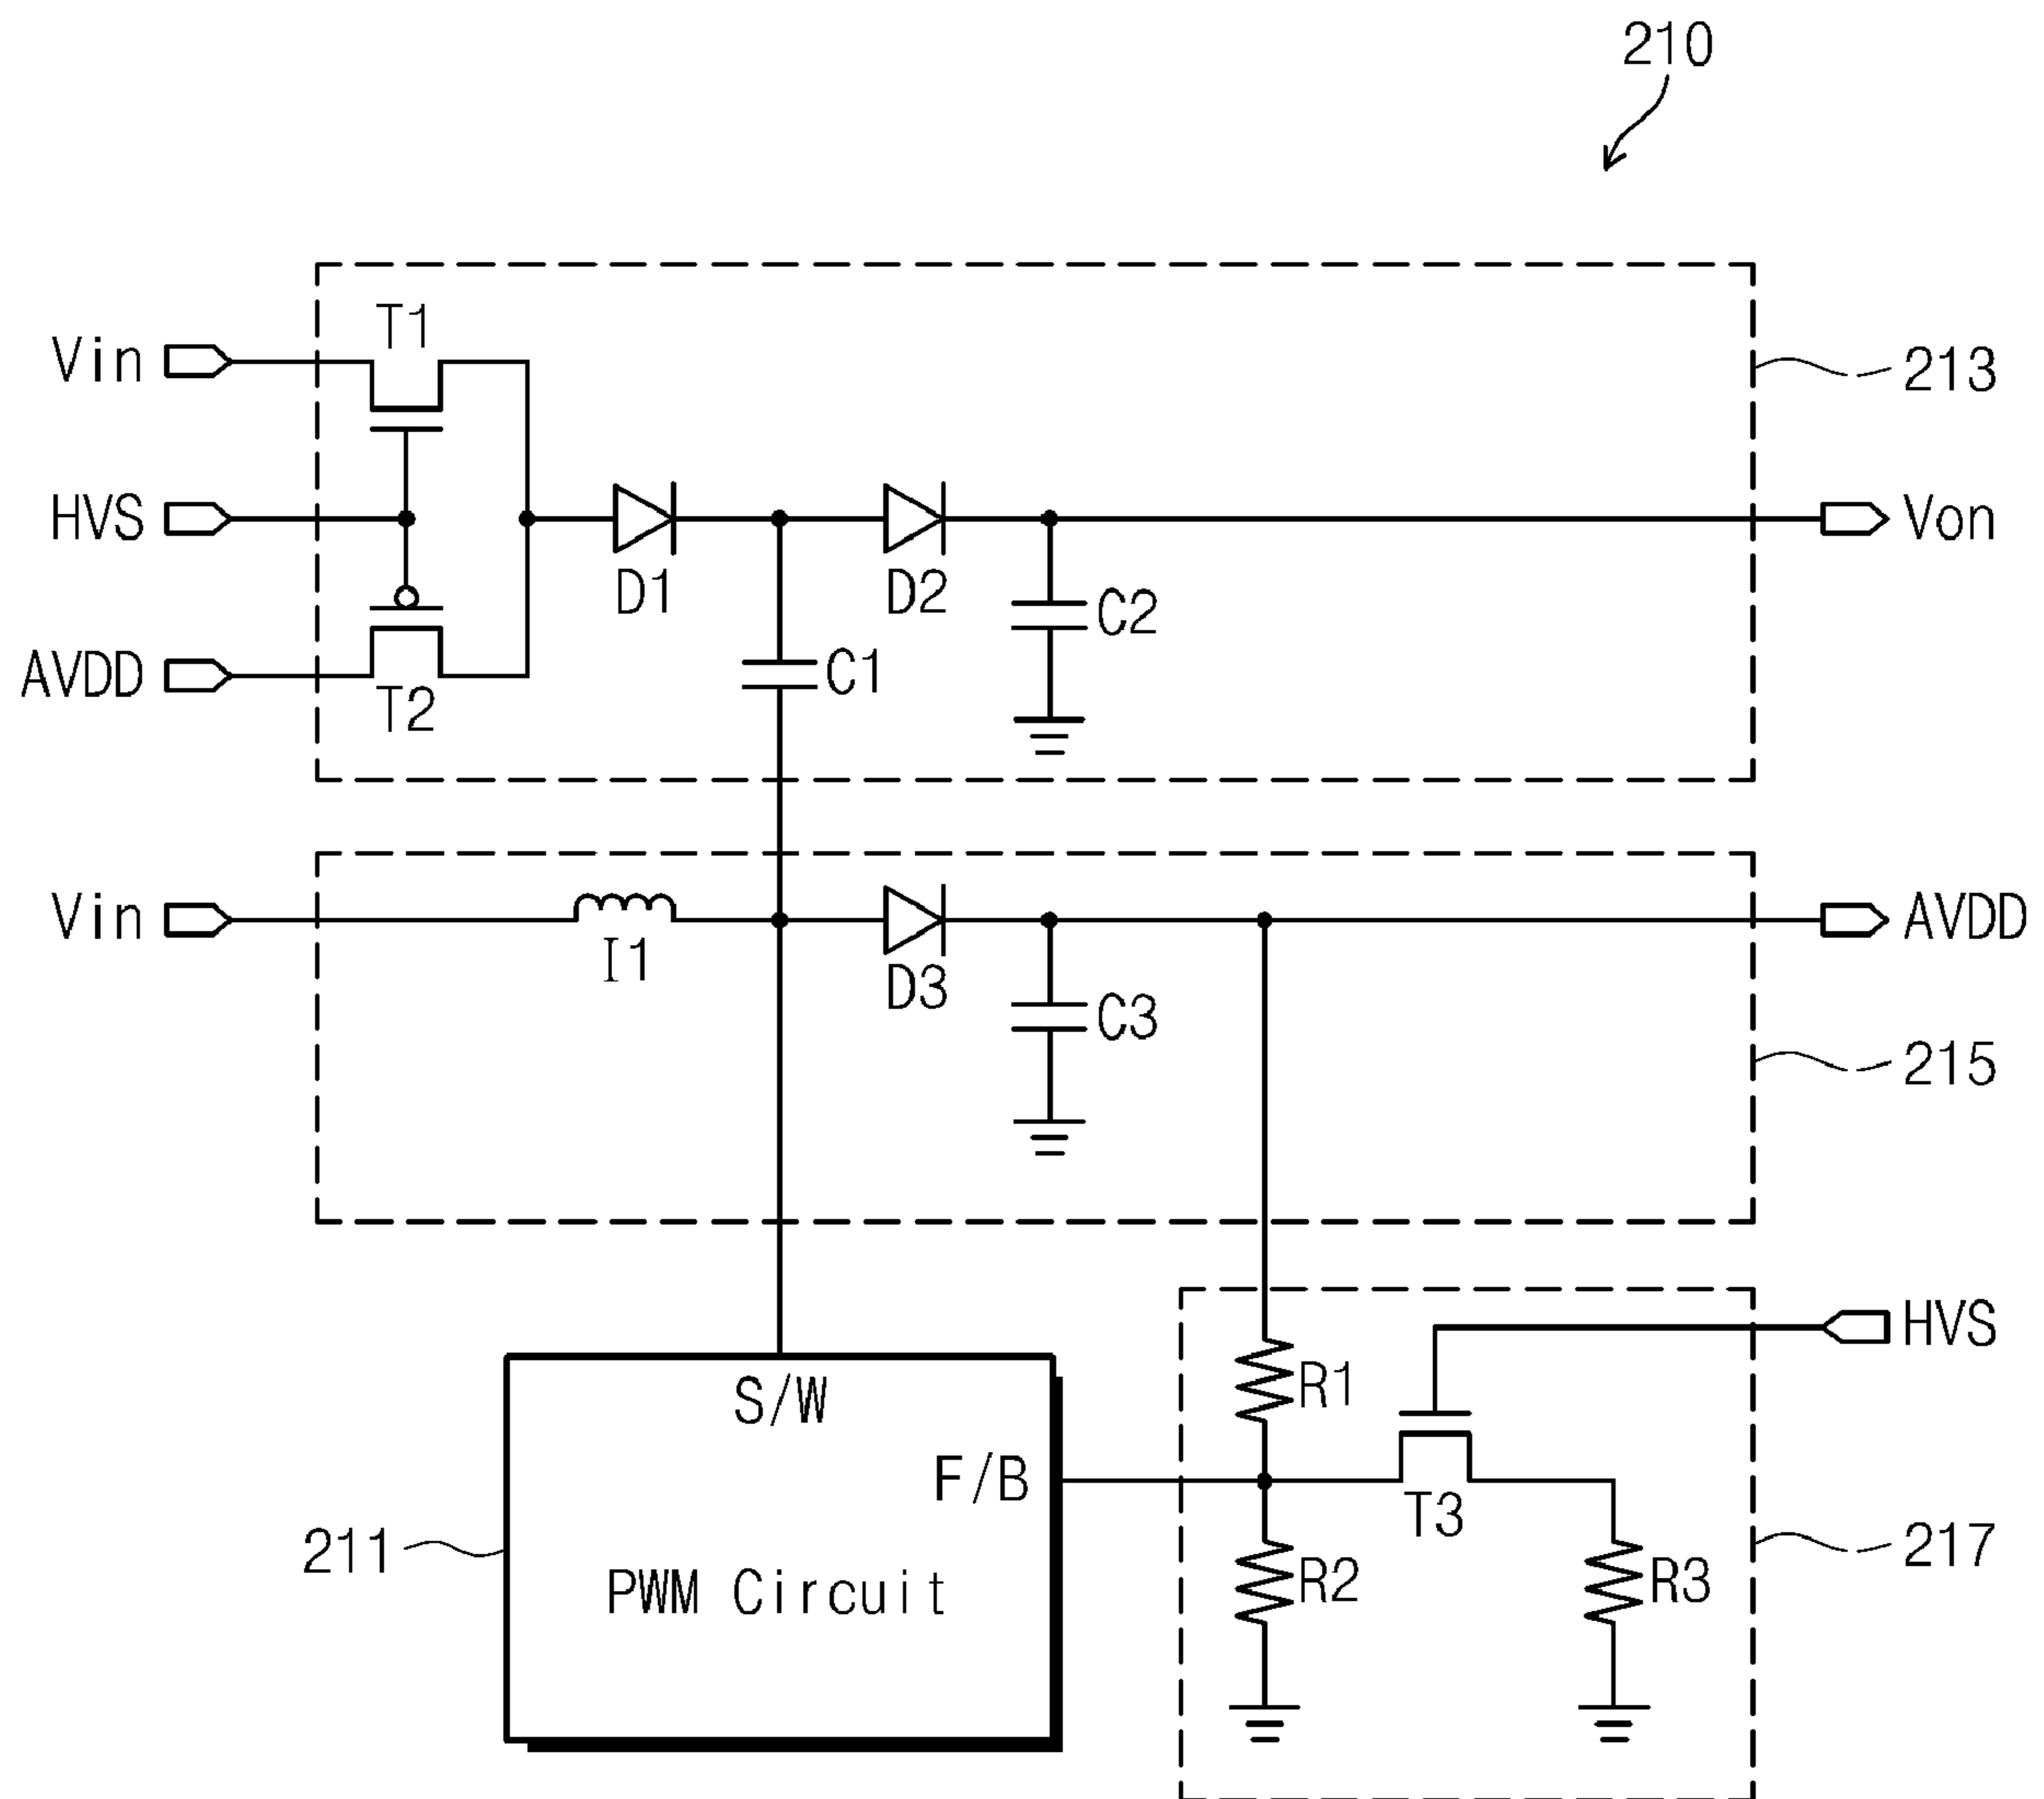 210
T1
Vin
213
HVS
Von
D1
D2
C2
AVDD
C1
T2
Vin
AVDD
I1
D3
C3
215
HVS
S/W
R1
F/B
T3
211
217
PWM Circuit
R2
R3